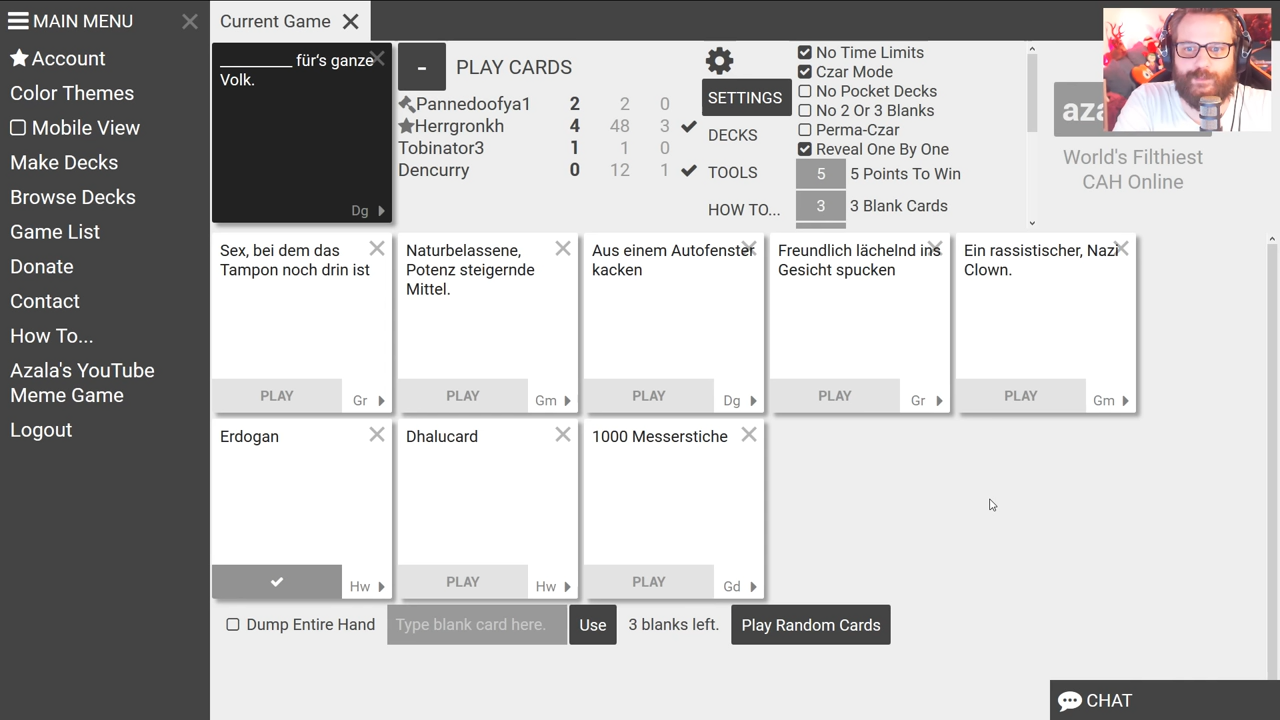 MAIN MENU
Account
Color Themes
Mobile View
Make Decks
Browse Decks
Game List
Donate
Contact
How To...
Azala's YouTube
Meme Game
Logout
Current Game
__________ für's ganze
Volk.
Dg
-
PLAY CARDS
Pannedoofya1 2 2 0
Herrgronkh 4 48 3
Tobinator3 1 1 0
Dencurry 0 12 1
SETTINGS
DECKS
TOOLS
HOW TO...
No Time Limits
Czar Mode
No Pocket Decks
No 2 Or 3 Blanks
Perma-Czar
Reveal One By One
5 5 Points To Win
3 3 Blank Cards
aza
World's Filthiest
CAH Online
Sex, bei dem das
Tampon noch drin ist
PLAY Gr
Naturbelassene,
Potenz steigernde
Mittel.
PLAY Gm
Aus einem Autofenster
kacken
PLAY Dg
Freundlich lächelnd ins
Gesicht spucken
PLAY Gr
Ein rassistischer, Nazi
Clown.
PLAY Gm
Erdogan
Hw
Dhalucard
PLAY Hw
1000 Messerstiche
PLAY Gd
Dump Entire Hand
Type blank card here.
Use
3 blanks left.
Play Random Cards
CHAT